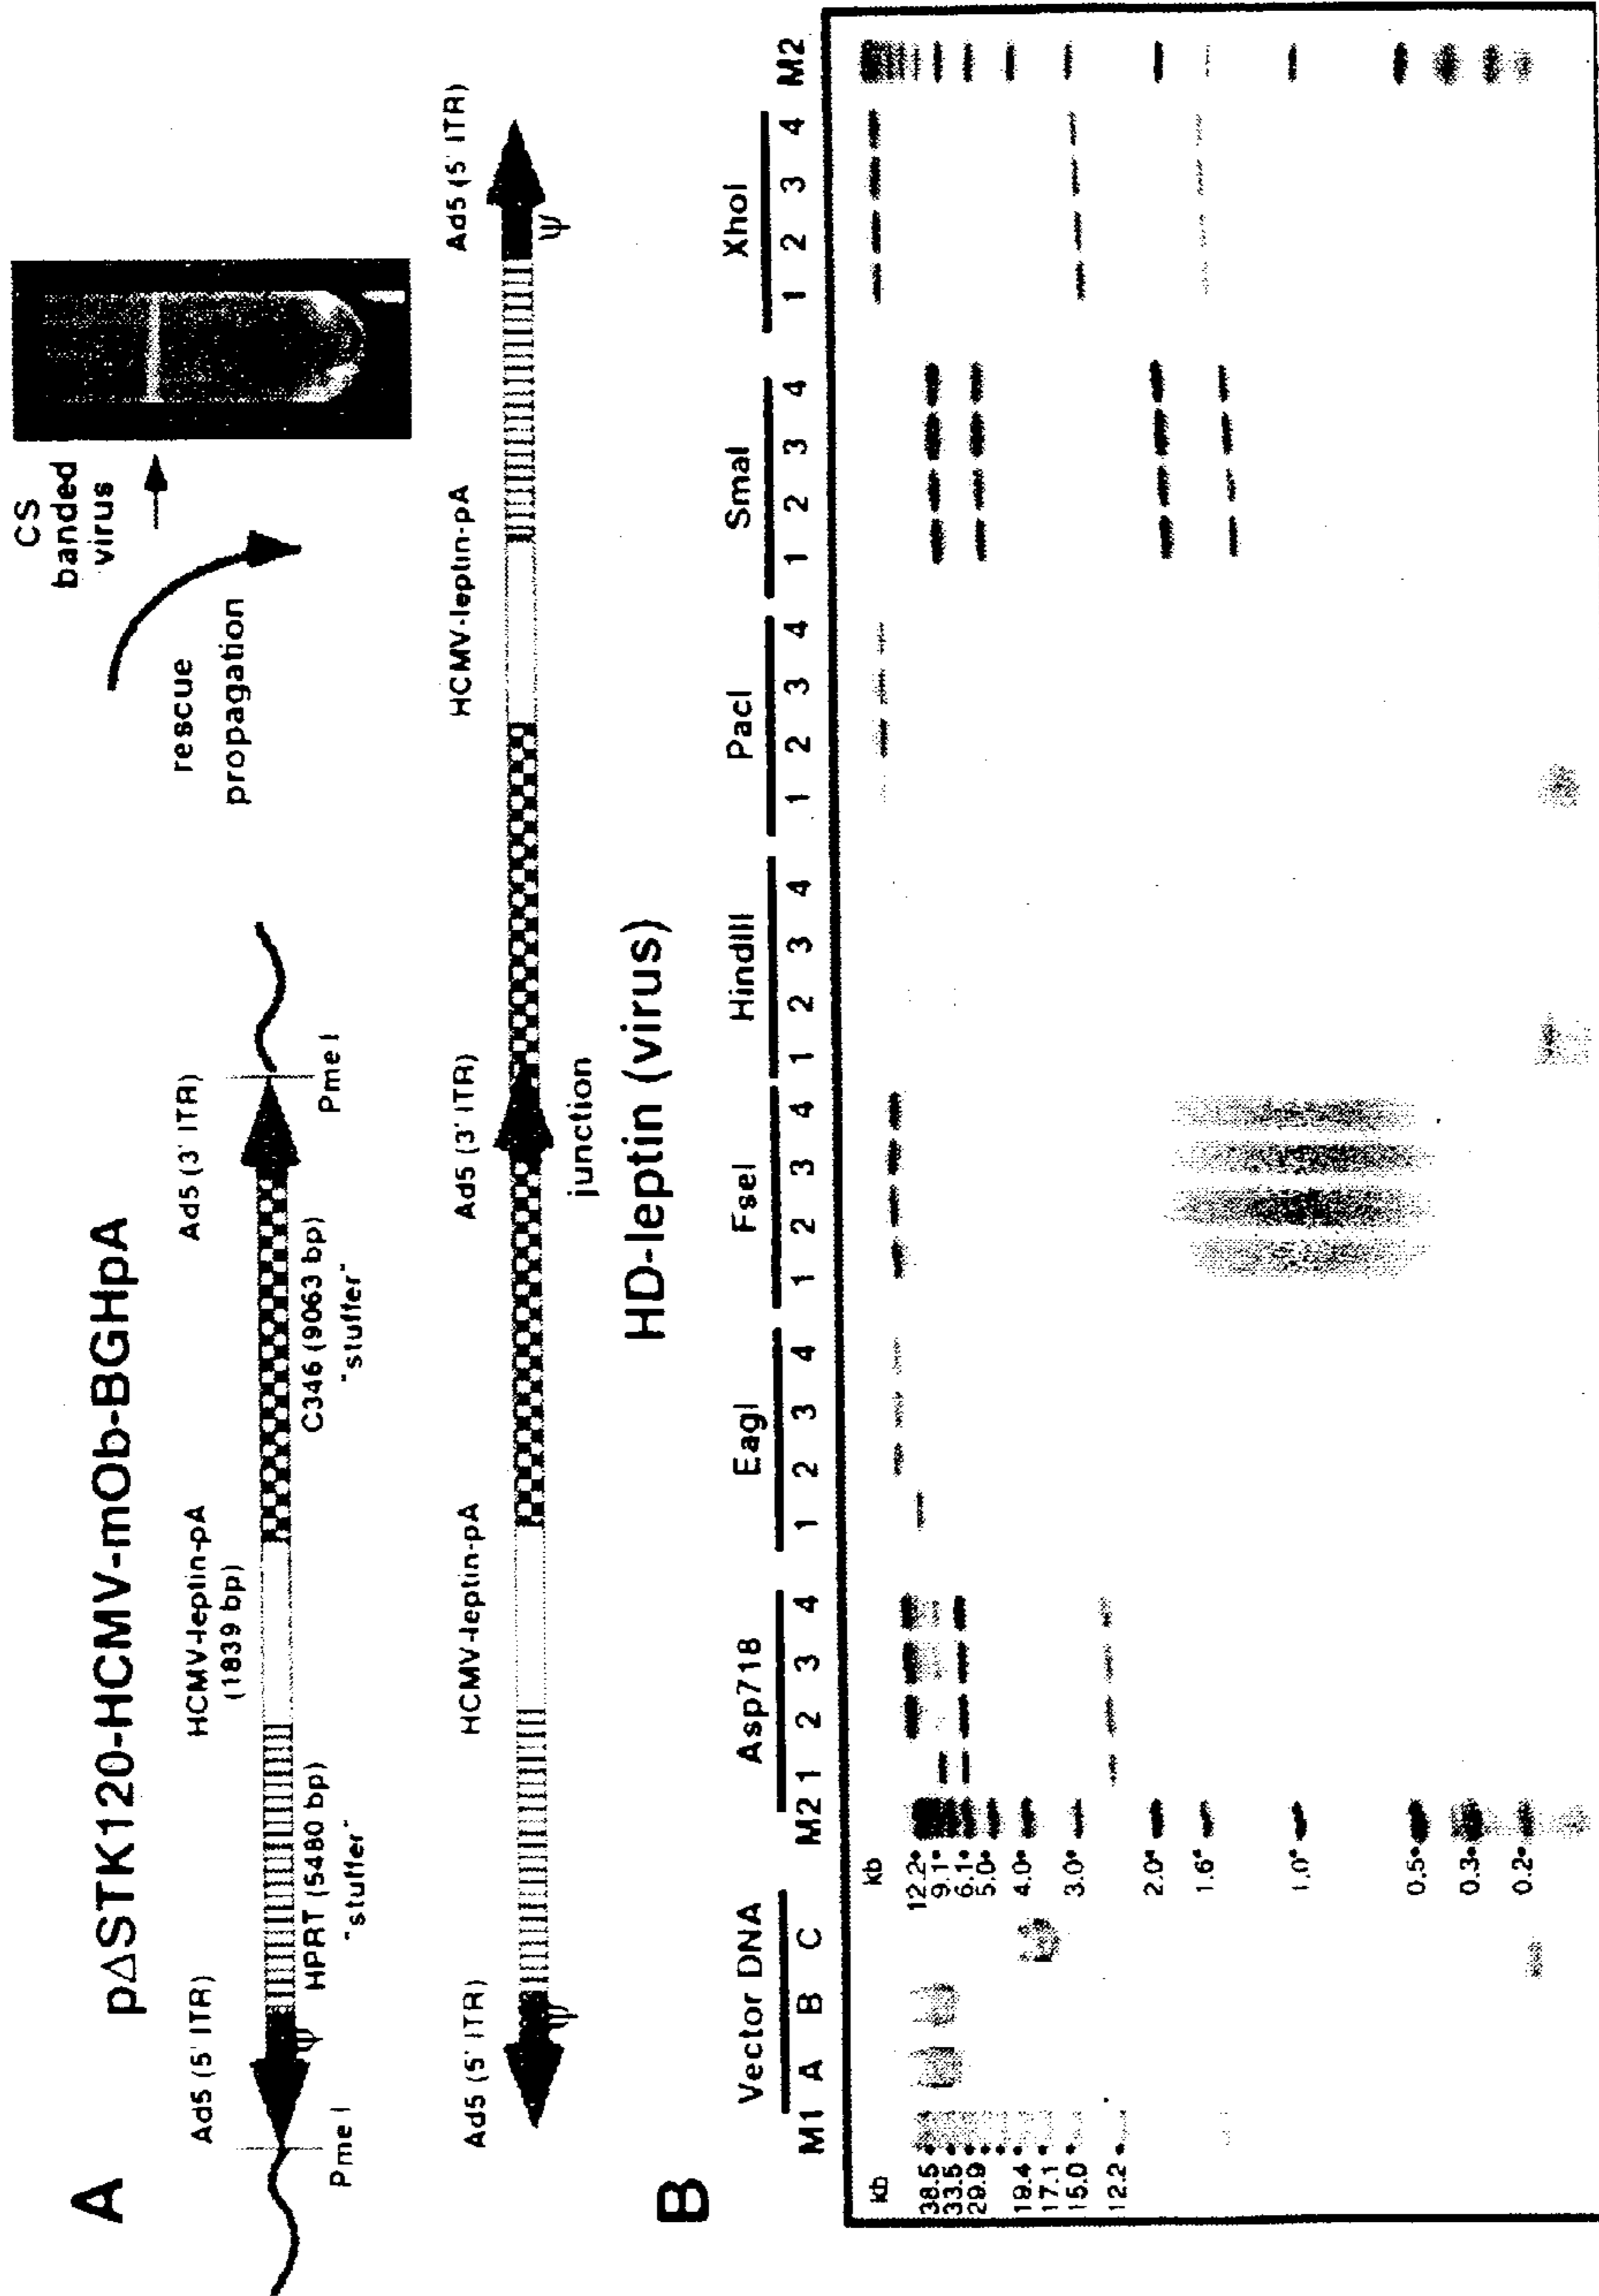 A
pΔSTK120-HCMV-mOb-BGHpA
Ad5 (5' ITR)
HCMV-leptin-pA
(1839 bp)
Ad5 (3' ITR)
Pme I
ψ
HPRT (5480 bp)
"stuffer"
C346 (9063 bp)
"stuffer"
Pme I
rescue
propagation
CS
banded
virus
Ad5 (5' ITR)
HCMV-leptin-pA
Ad5 (3' ITR)
HCMV-leptin-pA
Ad5 (5' ITR)
ψ
junction
ψ
HD-leptin (virus)
B
Vector DNA
Asp718
EagI
FseI
HindIII
PacI
SmaI
XhoI
M1 A B C M2 1 2 3 4 1 2 3 4 1 2 3 4 1 2 3 4 1 2 3 4 1 2 3 4 1 2 3 4 M2
kb
38.5
33.5
29.9
19.4
17.1
15.0
12.2
kb
12.2
9.1
6.1
5.0
4.0
3.0
2.0
1.6
1.0
0.5
0.3
0.2